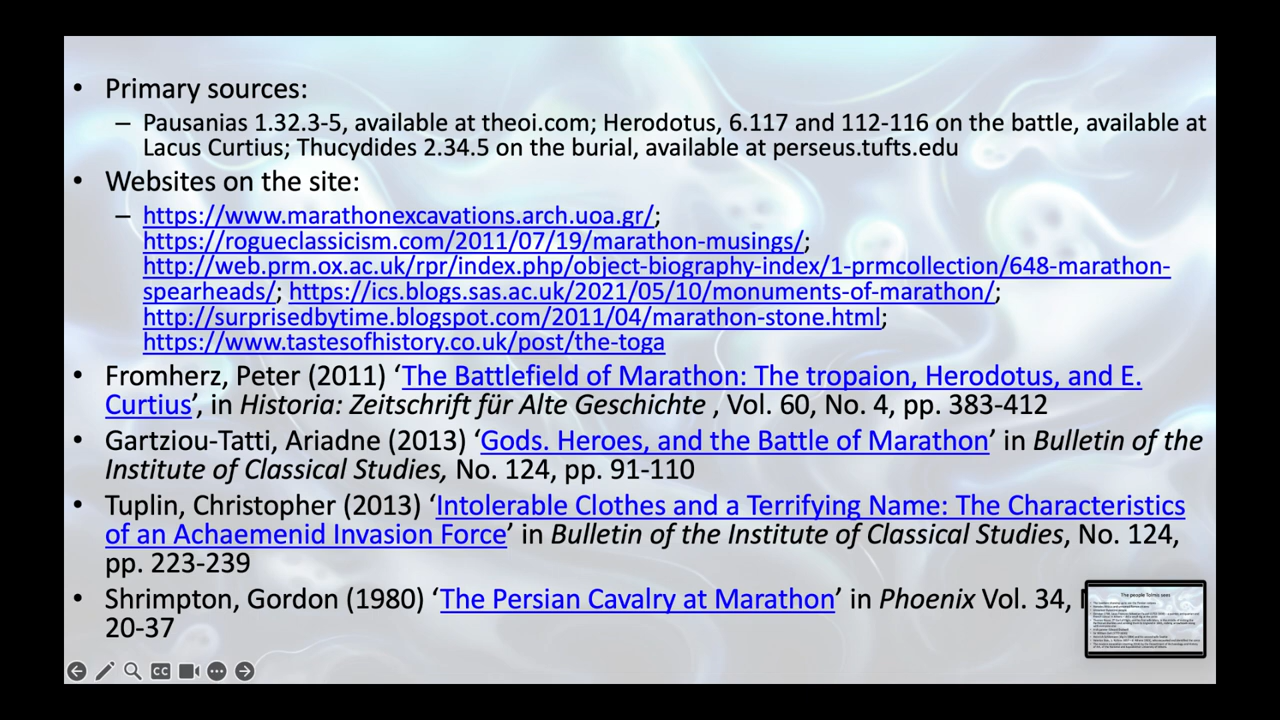 • Primary sources:
– Pausanias 1.32.3-5, available at theoi.com; Herodotus, 6.117 and 112-116 on the battle, available at
Lacus Curtius; Thucydides 2.34.5 on the burial, available at perseus.tufts.edu
• Websites on the site:
– https://www.marathonexcavations.arch.uoa.gr/;
https://rogueclassicism.com/2011/07/19/marathon-musings/;
http://web.prm.ox.ac.uk/rpr/index.php/object-biography-index/1-prmcollection/648-marathon-
spearheads/; https://ics.blogs.sas.ac.uk/2021/05/10/monuments-of-marathon/;
http://surprisedbytime.blogspot.com/2011/04/marathon-stone.html;
https://www.tastesofhistory.co.uk/post/the-toga
• Fromherz, Peter (2011) ‘The Battlefield of Marathon: The tropaion, Herodotus, and E.
Curtius’, in Historia: Zeitschrift für Alte Geschichte , Vol. 60, No. 4, pp. 383-412
• Gartziou-Tatti, Ariadne (2013) ‘Gods. Heroes, and the Battle of Marathon’ in Bulletin of the
Institute of Classical Studies, No. 124, pp. 91-110
• Tuplin, Christopher (2013) ‘Intolerable Clothes and a Terrifying Name: The Characteristics
of an Achaemenid Invasion Force’ in Bulletin of the Institute of Classical Studies, No. 124,
pp. 223-239
• Shrimpton, Gordon (1980) ‘The Persian Cavalry at Marathon’ in Phoenix Vol. 34,
20-37
The people Tolmis sees
CC